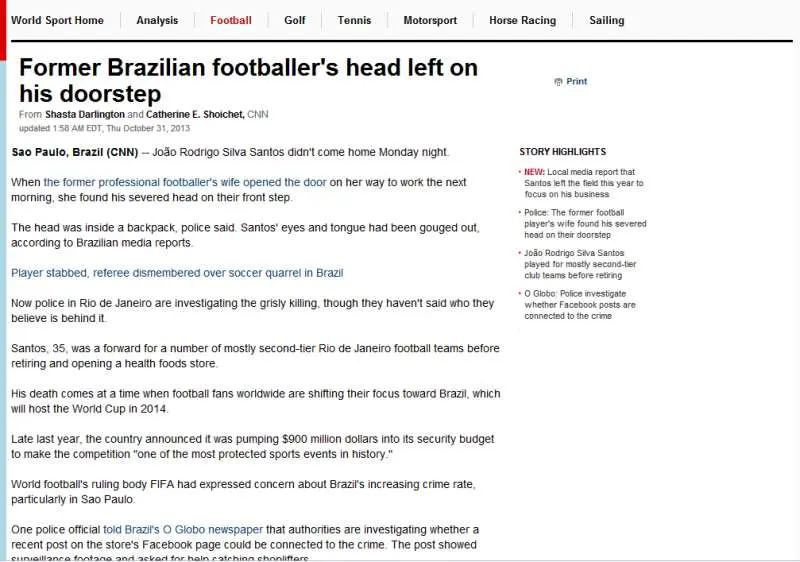 World Sport Home Analysis Football Golf Tennis Motorsport Horse Racing Sailing
Former Brazilian footballer's head left on
his doorstep
From Shasta Darlington and Catherine E. Shoichet, CNN
updated 1:58 AM EDT, Thu October 31, 2013
Print
Sao Paulo, Brazil (CNN) -- João Rodrigo Silva Santos didn't come home Monday night.
When the former professional footballer's wife opened the door on her way to work the next
morning, she found his severed head on their front step.
The head was inside a backpack, police said. Santos' eyes and tongue had been gouged out,
according to Brazilian media reports.
Player stabbed, referee dismembered over soccer quarrel in Brazil
Now police in Rio de Janeiro are investigating the grisly killing, though they haven't said who they
believe is behind it.
Santos, 35, was a forward for a number of mostly second-tier Rio de Janeiro football teams before
retiring and opening a health foods store.
His death comes at a time when football fans worldwide are shifting their focus toward Brazil, which
will host the World Cup in 2014.
Late last year, the country announced it was pumping $900 million dollars into its security budget
to make the competition "one of the most protected sports events in history."
World football's ruling body FIFA had expressed concern about Brazil's increasing crime rate,
particularly in Sao Paulo.
One police official told Brazil's O Globo newspaper that authorities are investigating whether a
recent post on the store's Facebook page could be connected to the crime. The post showed
surveillance footage and asked for help catching shoplifters.
STORY HIGHLIGHTS
NEW: Local media report that
Santos left the field this year to
focus on his business
Police: The former football
player's wife found his severed
head on their doorstep
João Rodrigo Silva Santos
played for mostly second-tier
club teams before retiring
O Globo: Police investigate
whether Facebook posts are
connected to the crime